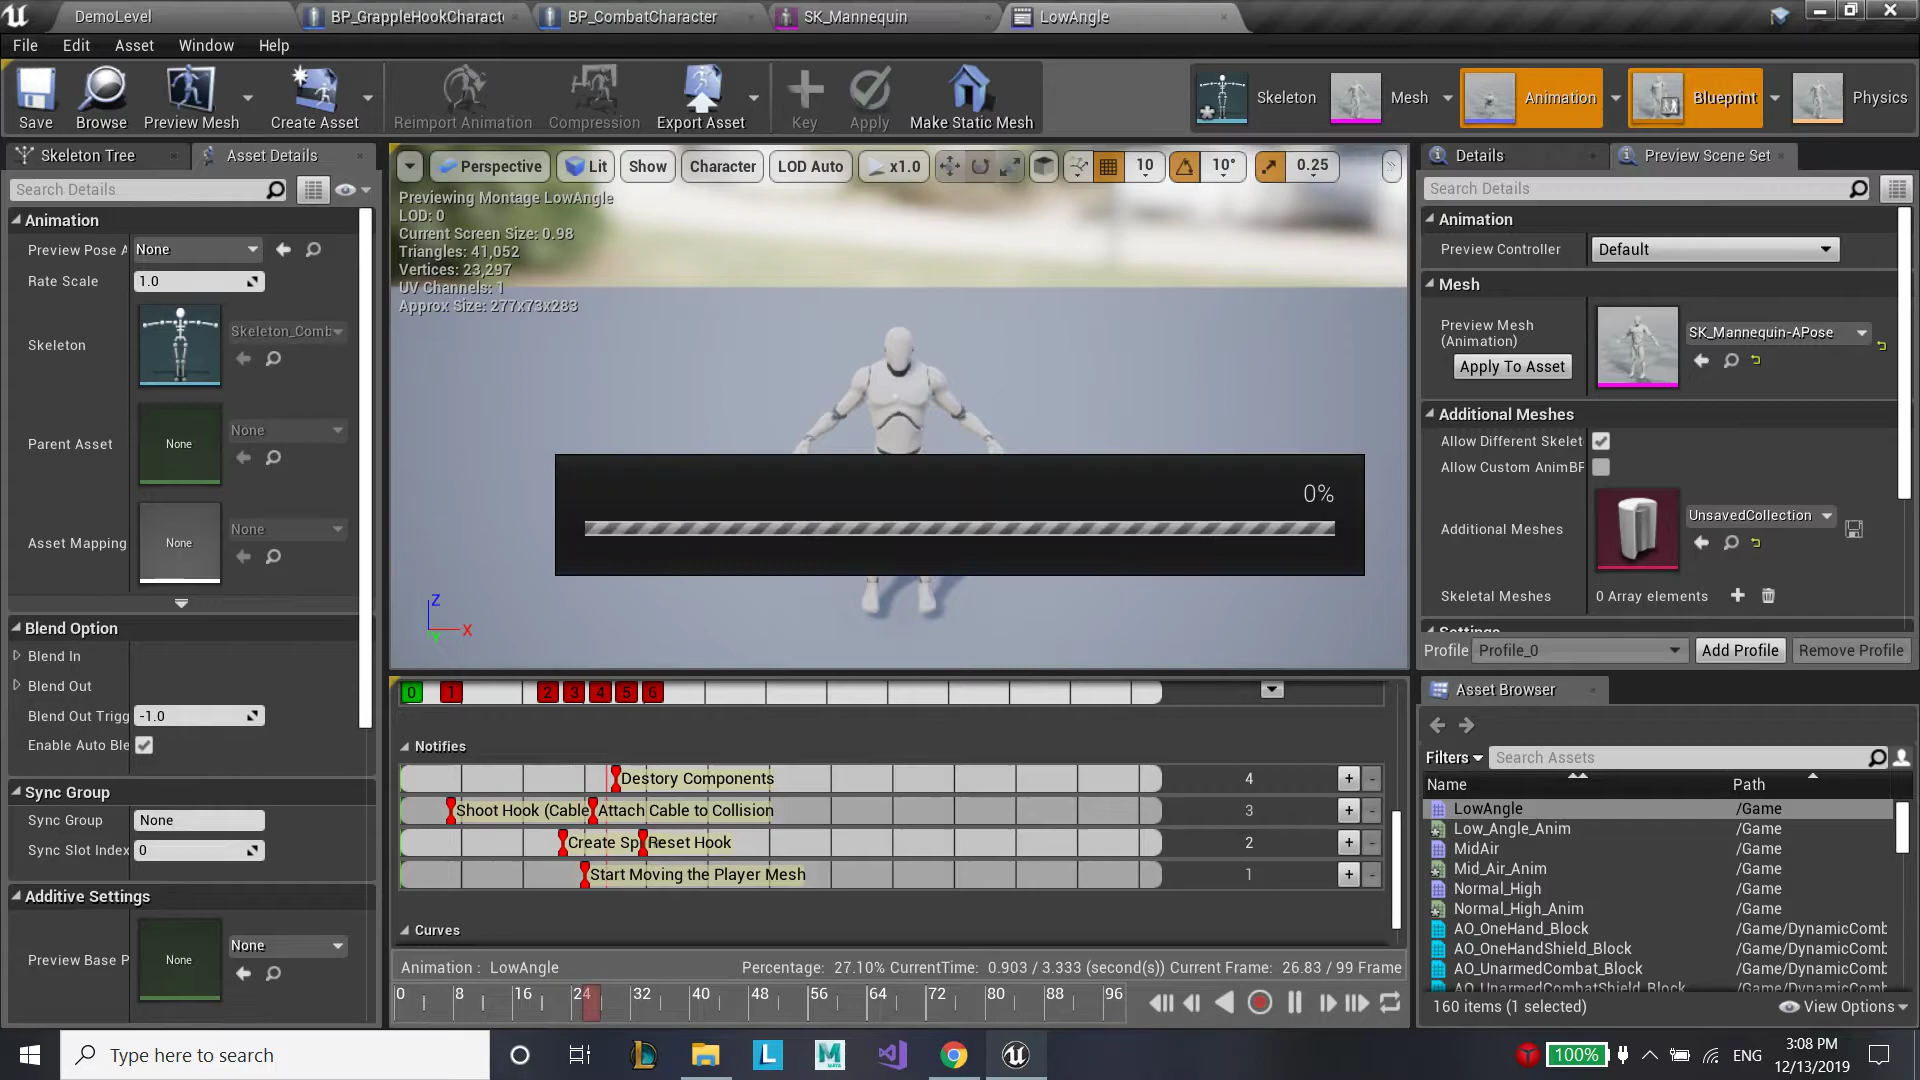 DemoLevel
BP_GrappleHookCharact
BP_CombatCharacter
SK_Mannequin
LowAngle
File Edit Asset Window Help
Save
Browse
Preview Mesh
Create Asset
Reimport Animation
Compression
Export Asset
Key
Apply
Make Static Mesh
Skeleton
Mesh
Animation
Blueprint
Physics
Skeleton Tree
Asset Details
Search Details
Animation
Preview Pose A None
Rate Scale 1.0
Skeleton Skeleton_Comb
Parent Asset None None
Asset Mapping None None
Blend Option
Blend In
Blend Out
Blend Out Trigg -1.0
Enable Auto Ble
Sync Group
Sync Group None
Sync Slot Index 0
Additive Settings
Preview Base P None None
Perspective Lit Show Character LOD Auto x1.0 10 10° 0.25
Previewing Montage LowAngle
LOD: 0
Current Screen Size: 0.98
Triangles: 41,052
Vertices: 23,297
UV Channels: 1
Approx Size: 277x73x283
0%
Z
X
Y
0 1 2 3 4 5 6
Notifies
Destory Components 4
Shoot Hook (Cable Attach Cable to Collision 3
Create Sp Reset Hook 2
Start Moving the Player Mesh 1
Curves
Animation : LowAngle Percentage: 27.10% CurrentTime: 0.903 / 3.333 (second(s)) Current Frame: 26.83 / 99 Frame
0 8 16 24 32 40 48 56 64 72 80 88 96
Details
Preview Scene Set
Search Details
Animation
Preview Controller Default
Mesh
Preview Mesh
(Animation)
Apply To Asset
SK_Mannequin-APose
Additional Meshes
Allow Different Skelet
Allow Custom AnimBF
Additional Meshes UnsavedCollection
Skeletal Meshes 0 Array elements
Settings
Profile Profile_0 Add Profile Remove Profile
Asset Browser
Filters Search Assets
Name Path
LowAngle /Game
Low_Angle_Anim /Game
MidAir /Game
Mid_Air_Anim /Game
Normal_High /Game
Normal_High_Anim /Game
AO_OneHand_Block /Game/DynamicComb
AO_OneHandShield_Block /Game/DynamicComb
AO_UnarmedCombat_Block /Game/DynamicComb
AO_UnarmedCombatShield_Block /Game/DynamicComb
160 items (1 selected) View Options
Type here to search
L
M
100%
ENG
3:08 PM
12/13/2019